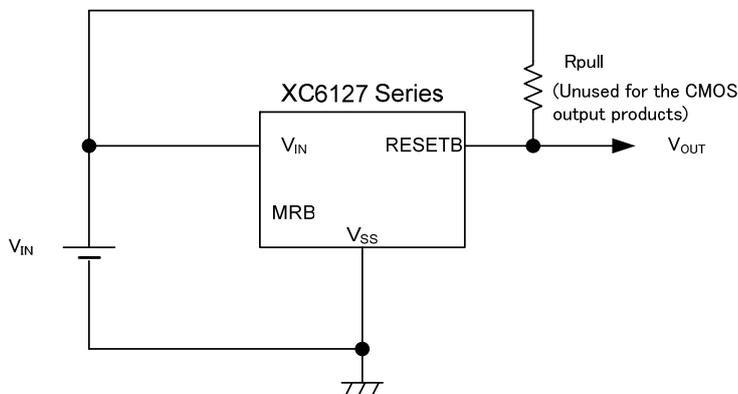 Rpull
(Unused for the CMOS
output products)
XC6127 Series
VIN
RESETB
VOUT
MRB
VSS
VIN